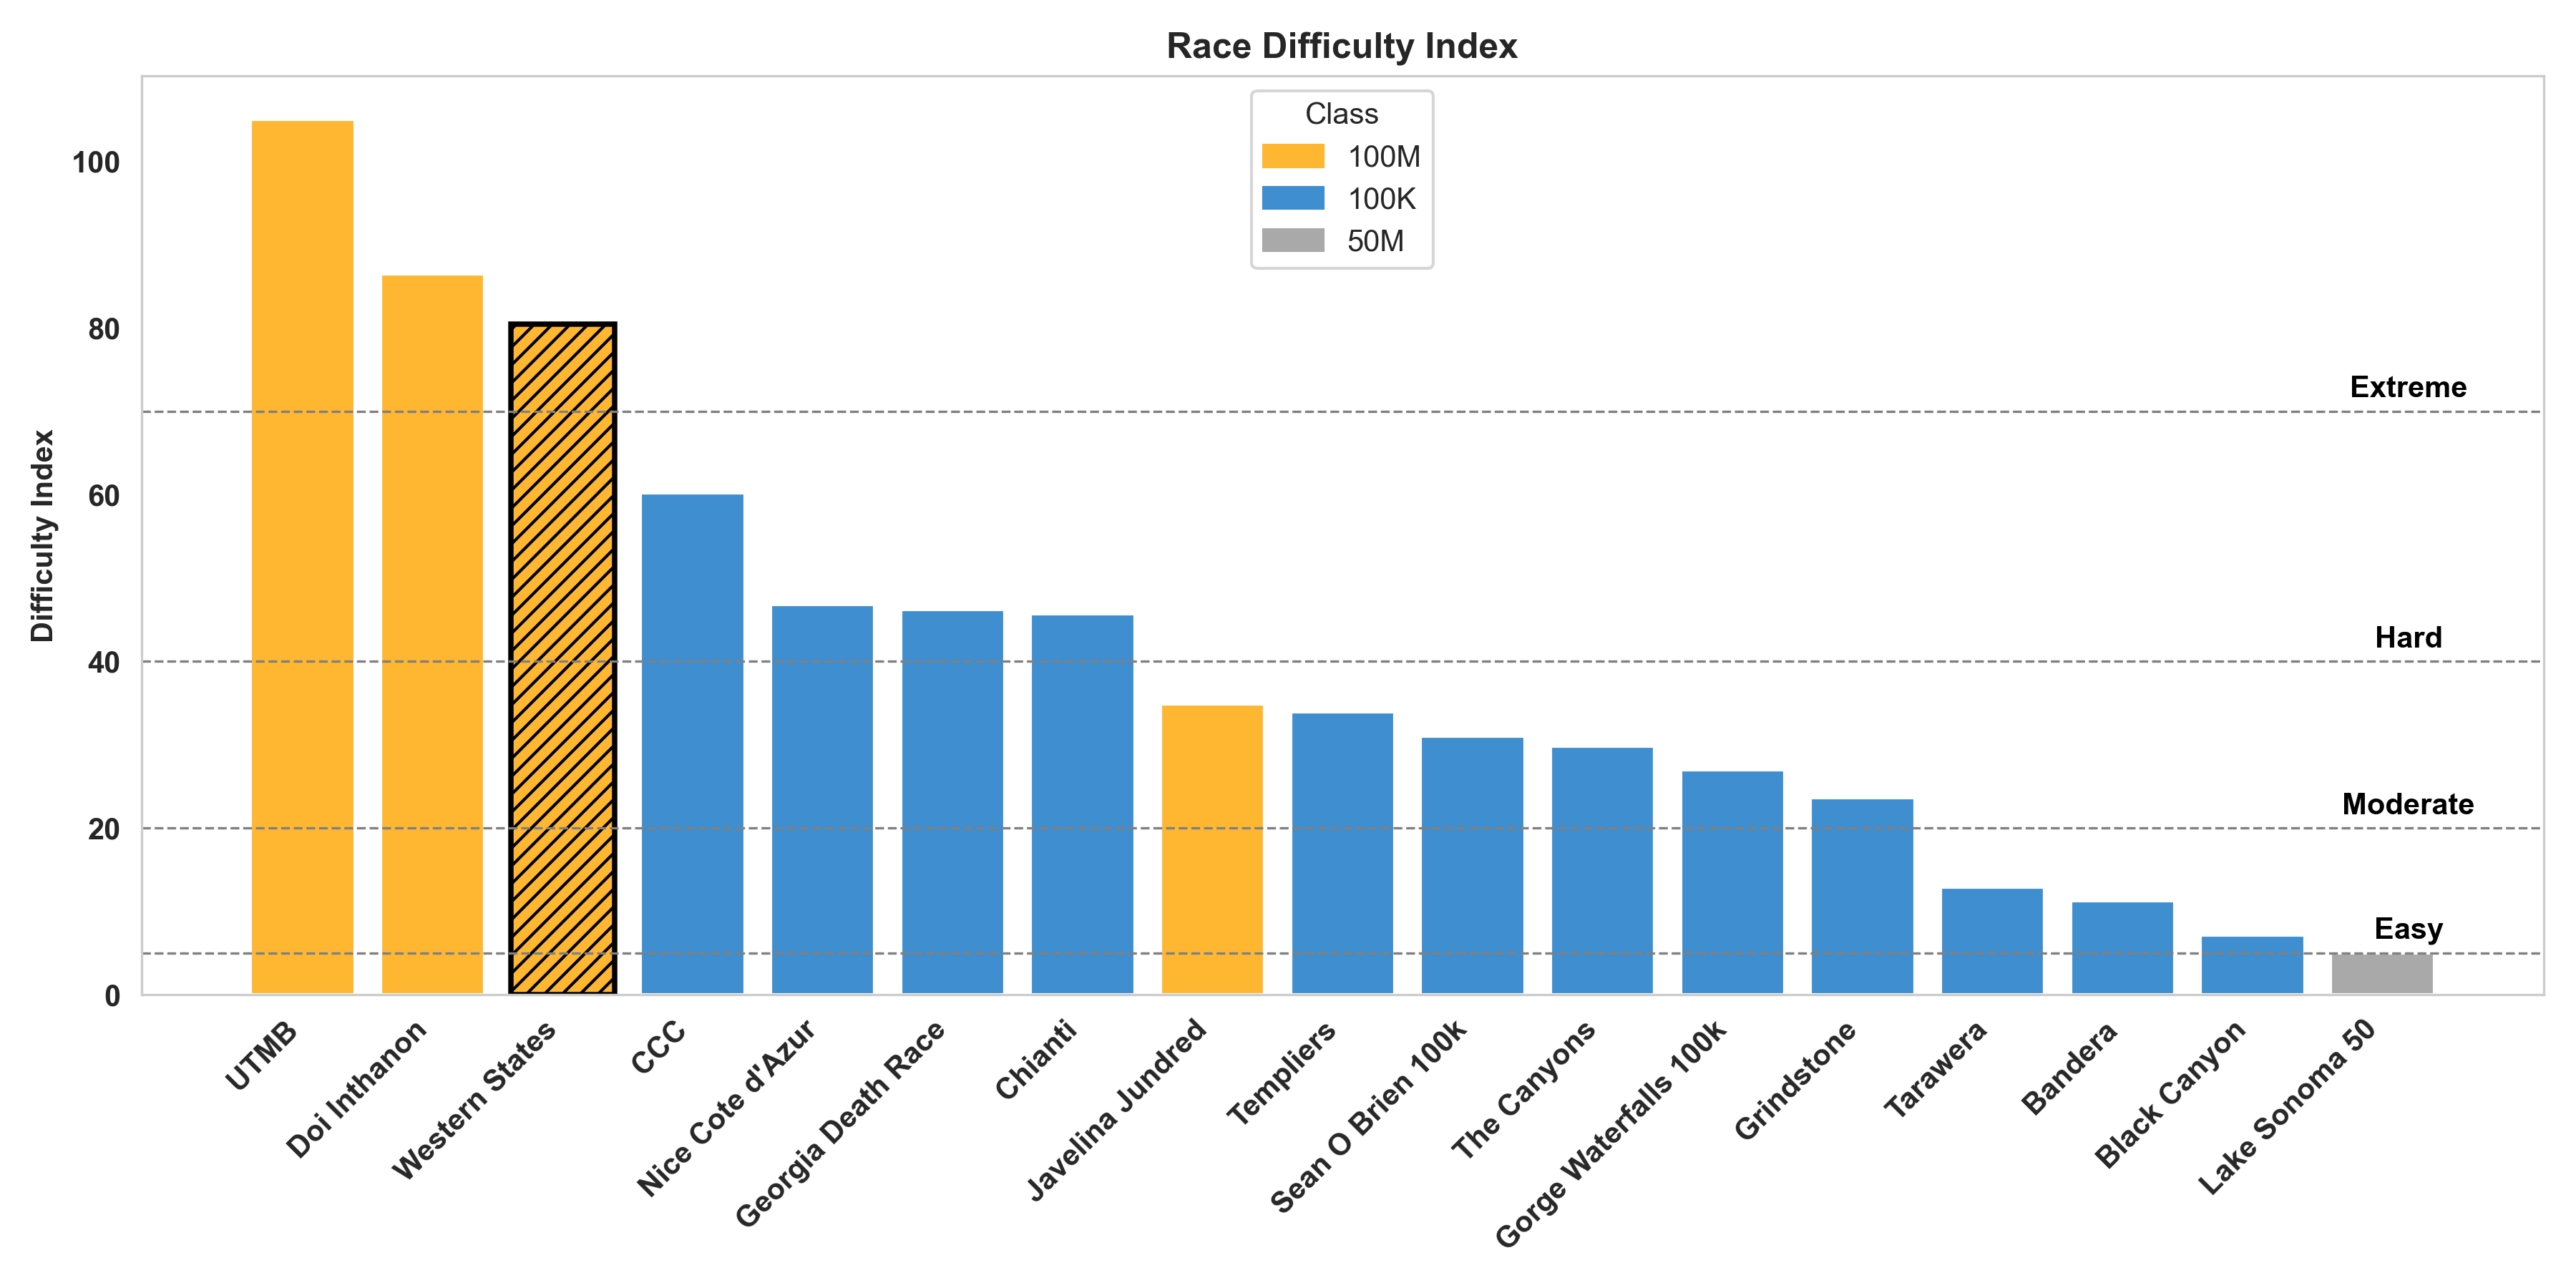 Race Difficulty Index
Class
100M
100K
50M
Difficulty Index
100
80
60
40
20
0
Extreme
Hard
Moderate
Easy
UTMB
Doi Inthanon
Western States
CCC
Nice Cote d'Azur
Georgia Death Race
Chianti
Javelina Jundred
Templiers
Sean O Brien 100k
The Canyons
Gorge Waterfalls 100k
Grindstone
Tarawera
Bandera
Black Canyon
Lake Sonoma 50